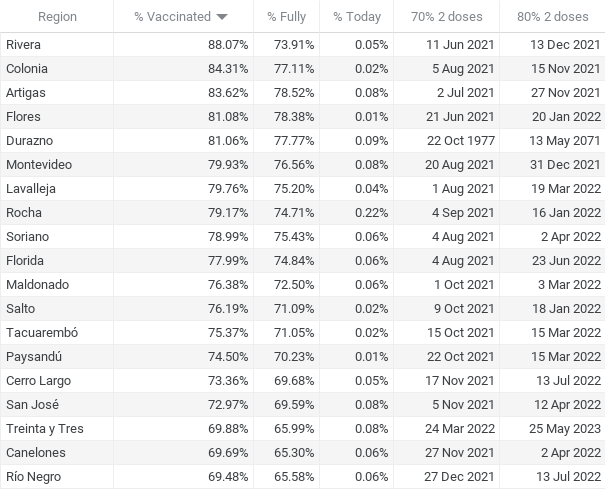 Region % Vaccinated % Fully % Today 70% 2 doses 80% 2 doses
Rivera 88.07% 73.91% 0.05% 11 Jun 2021 13 Dec 2021
Colonia 84.31% 77.11% 0.02% 5 Aug 2021 15 Nov 2021
Artigas 83.62% 78.52% 0.08% 2 Jul 2021 27 Nov 2021
Flores 81.08% 78.38% 0.01% 21 Jun 2021 20 Jan 2022
Durazno 81.06% 77.77% 0.09% 22 Oct 1977 13 May 2071
Montevideo 79.93% 76.56% 0.08% 20 Aug 2021 31 Dec 2021
Lavalleja 79.76% 75.20% 0.04% 1 Aug 2021 19 Mar 2022
Rocha 79.17% 74.71% 0.22% 4 Sep 2021 16 Jan 2022
Soriano 78.99% 75.43% 0.06% 4 Aug 2021 2 Apr 2022
Florida 77.99% 74.84% 0.06% 4 Aug 2021 23 Jun 2022
Maldonado 76.38% 72.50% 0.06% 1 Oct 2021 3 Mar 2022
Salto 76.19% 71.09% 0.02% 9 Oct 2021 18 Jan 2022
Tacuarembó 75.37% 71.05% 0.02% 15 Oct 2021 15 Mar 2022
Paysandú 74.50% 70.23% 0.01% 22 Oct 2021 15 Mar 2022
Cerro Largo 73.36% 69.68% 0.05% 17 Nov 2021 13 Jul 2022
San José 72.97% 69.59% 0.08% 5 Nov 2021 12 Apr 2022
Treinta y Tres 69.88% 65.99% 0.08% 24 Mar 2022 25 May 2023
Canelones 69.69% 65.30% 0.06% 27 Nov 2021 2 Apr 2022
Río Negro 69.48% 65.58% 0.06% 27 Dec 2021 13 Jul 2022